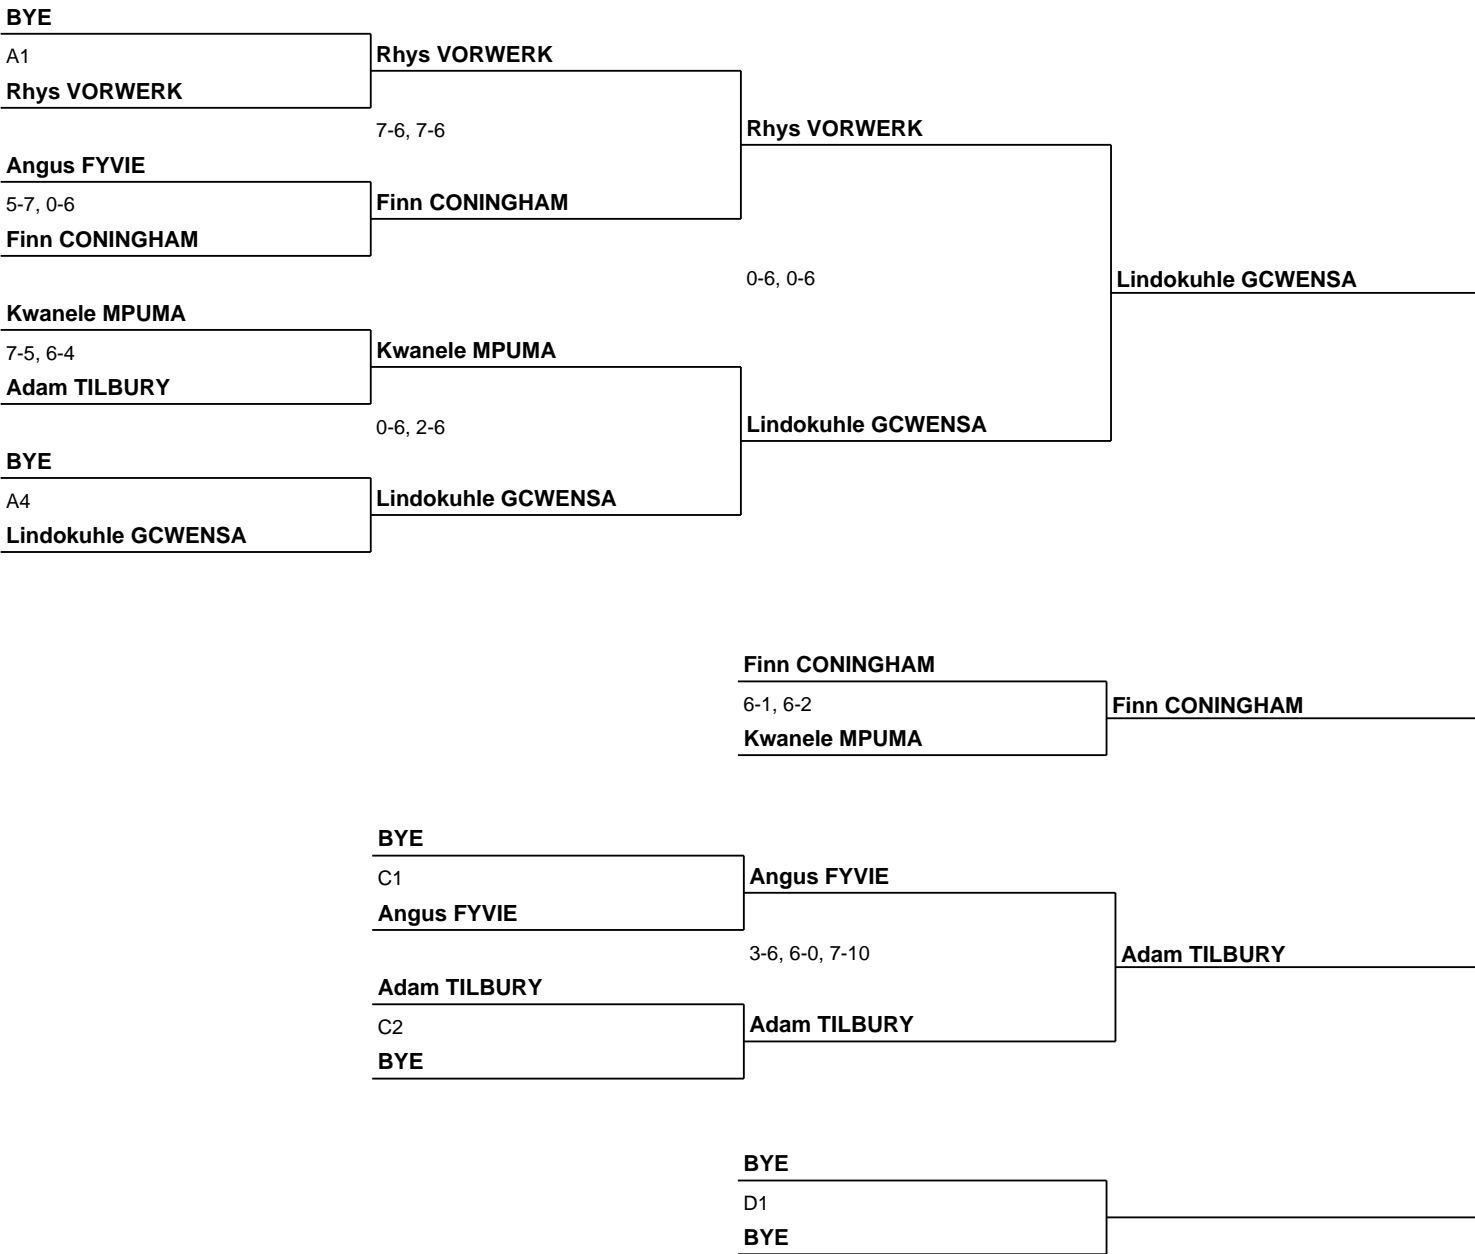 BYE
A1
Rhys VORWERK
Rhys VORWERK
7-6, 7-6
Rhys VORWERK
Angus FYVIE
5-7, 0-6
Finn CONINGHAM
Finn CONINGHAM
0-6, 0-6
Lindokuhle GCWENSA
Kwanele MPUMA
7-5, 6-4
Kwanele MPUMA
Adam TILBURY
0-6, 2-6
Lindokuhle GCWENSA
BYE
A4
Lindokuhle GCWENSA
Lindokuhle GCWENSA
Finn CONINGHAM
6-1, 6-2
Finn CONINGHAM
Kwanele MPUMA
BYE
C1
Angus FYVIE
Angus FYVIE
3-6, 6-0, 7-10
Adam TILBURY
Adam TILBURY
C2
Adam TILBURY
BYE
BYE
D1
BYE